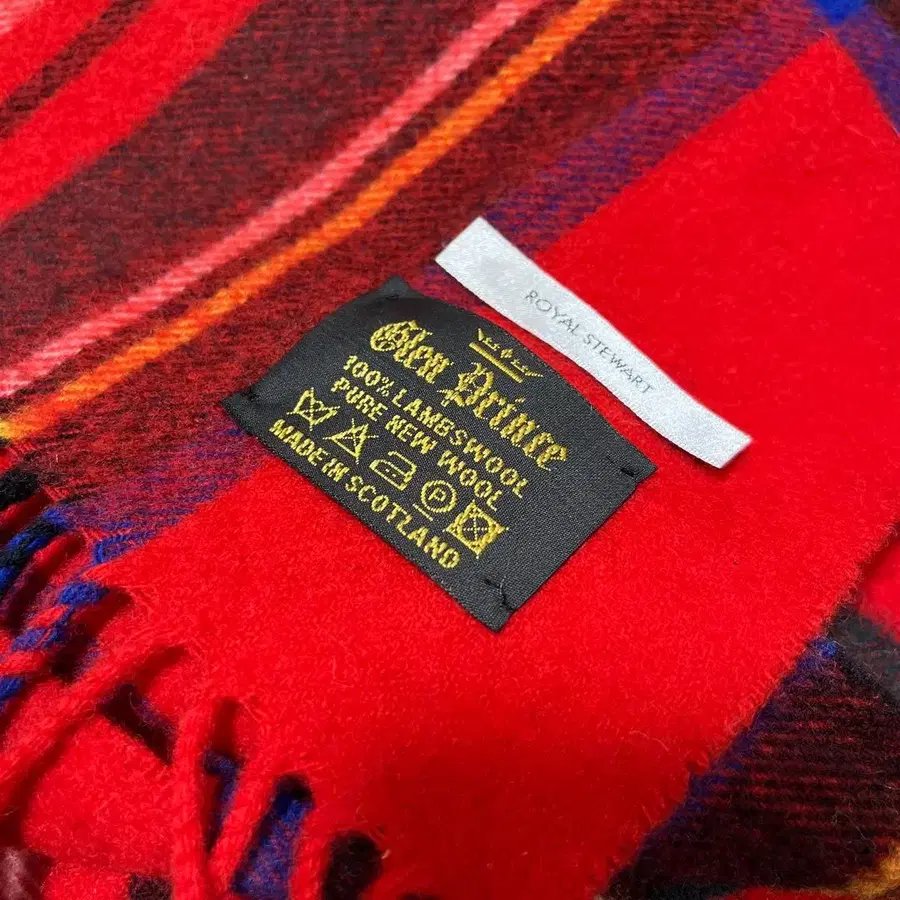 Glen Prince
100% LAMBSWOOL
PURE NEW WOOL
P
MADE IN SCOTLAND
ROYAL STEWART